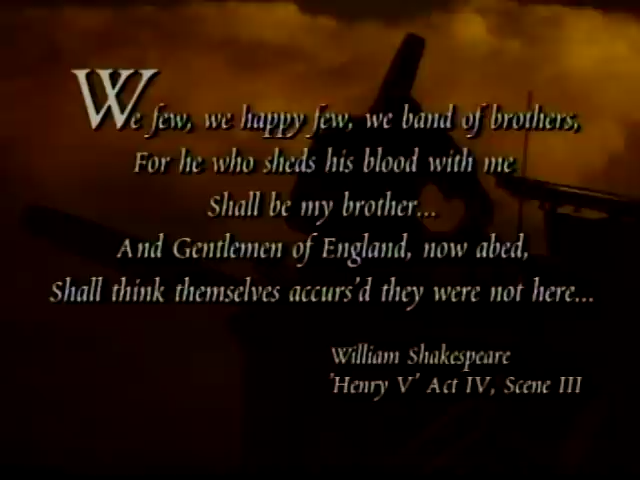 We few, we happy few, we band of brothers,
For he who sheds his blood with me
Shall be my brother...
And Gentlemen of England, now abed,
Shall think themselves accurs'd they were not here...
William Shakespeare
'Henry V' Act IV, Scene III